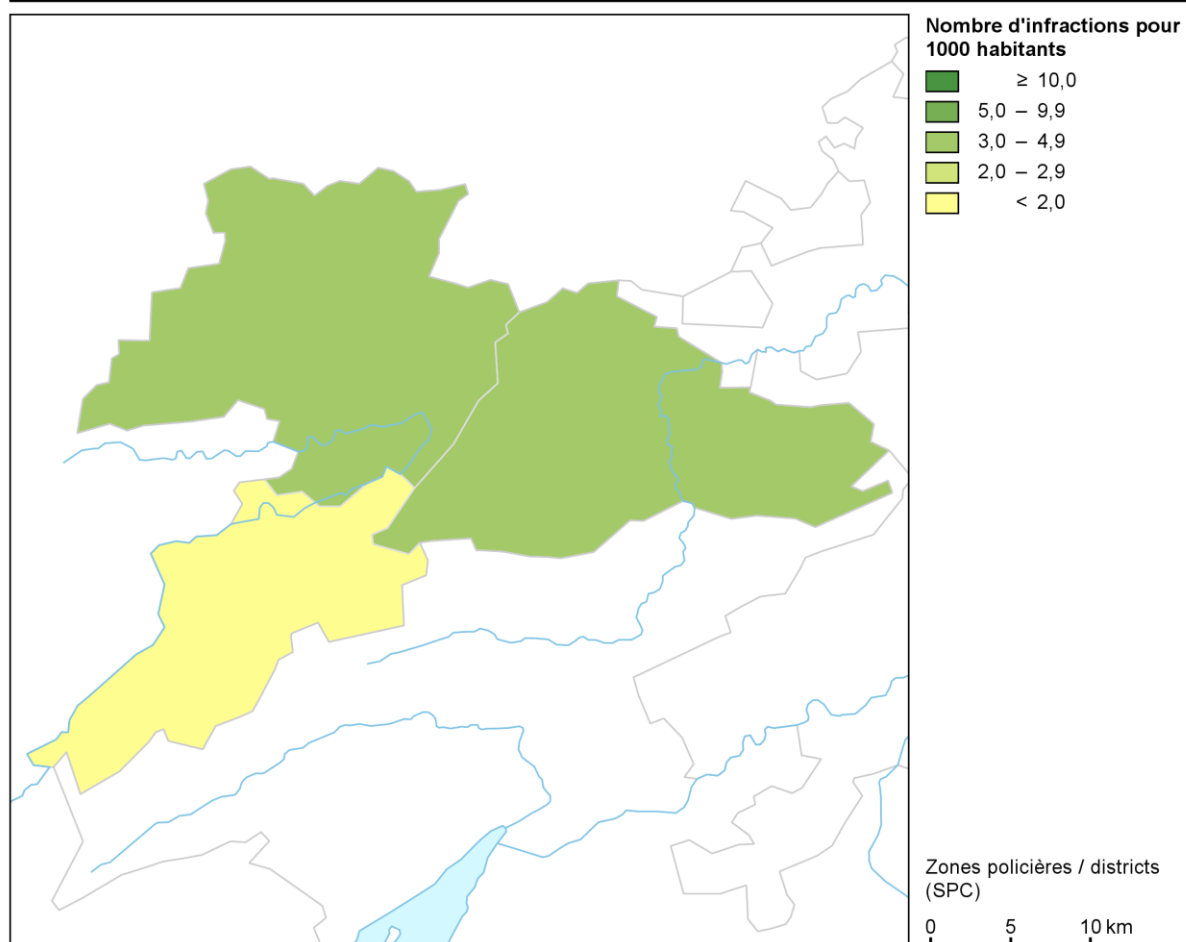 Nombre d'infractions pour
1000 habitants
≥ 10,0
5,0 – 9,9
3,0 – 4,9
2,0 – 2,9
< 2,0
Zones policières / districts
(SPC)
0 5 10 km